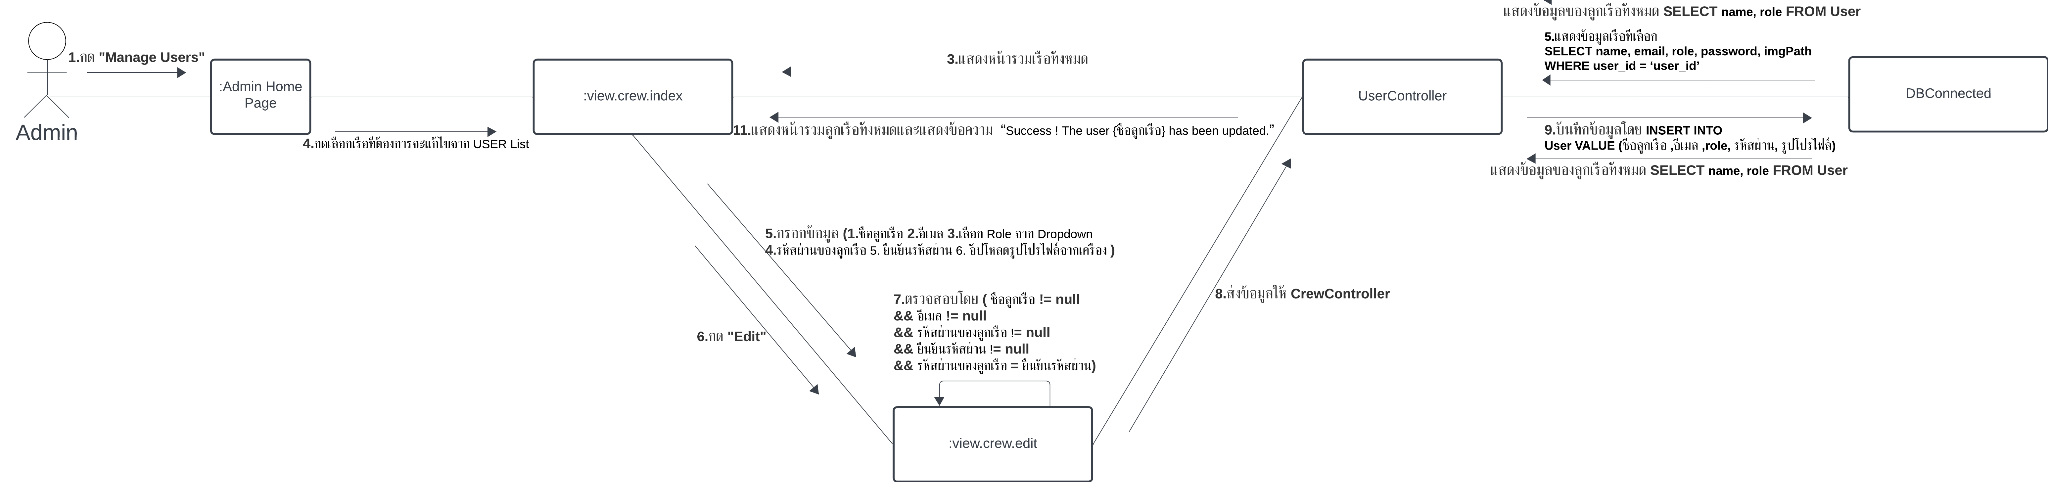 แสดงข้อมูลของลูกเรือทั้งหมด SELECT name, role FROM User
5.แสดงข้อมูลเรือที่เลือก
SELECT name, email, role, password, imgPath
WHERE user_id = ‘user_id’
1.กด "Manage Users"
3.แสดงหน้ารวมเรือทั้งหมด
:Admin Home
Page
:view.crew.index
UserController
DBConnected
Admin
4.กดเลือกเรือที่ต้องการจะแก้ไขจาก USER List
11.แสดงหน้ารวมลูกเรือทั้งหมดและแสดงข้อความ “Success ! The user {ชื่อลูกเรือ} has been updated.”
9.บันทึกข้อมูลโดย INSERT INTO
User VALUE (ชื่อลูกเรือ ,อีเมล ,role, รหัสผ่าน, รูปโปรไฟล์)
แสดงข้อมูลของลูกเรือทั้งหมด SELECT name, role FROM User
5.กรอกข้อมูล (1.ชื่อลูกเรือ 2.อีเมล 3.เลือก Role จาก Dropdown
4.รหัสผ่านของลูกเรือ 5. ยืนยันรหัสผ่าน 6. อัปโหลดรูปโปรไฟล์จากเครื่อง )
8.ส่งข้อมูลให้ CrewController
7.ตรวจสอบโดย ( ชื่อลูกเรือ != null
&& อีเมล != null
&& รหัสผ่านของลูกเรือ != null
&& ยืนยันรหัสผ่าน != null
&& รหัสผ่านของลูกเรือ = ยืนยันรหัสผ่าน)
6.กด "Edit"
:view.crew.edit